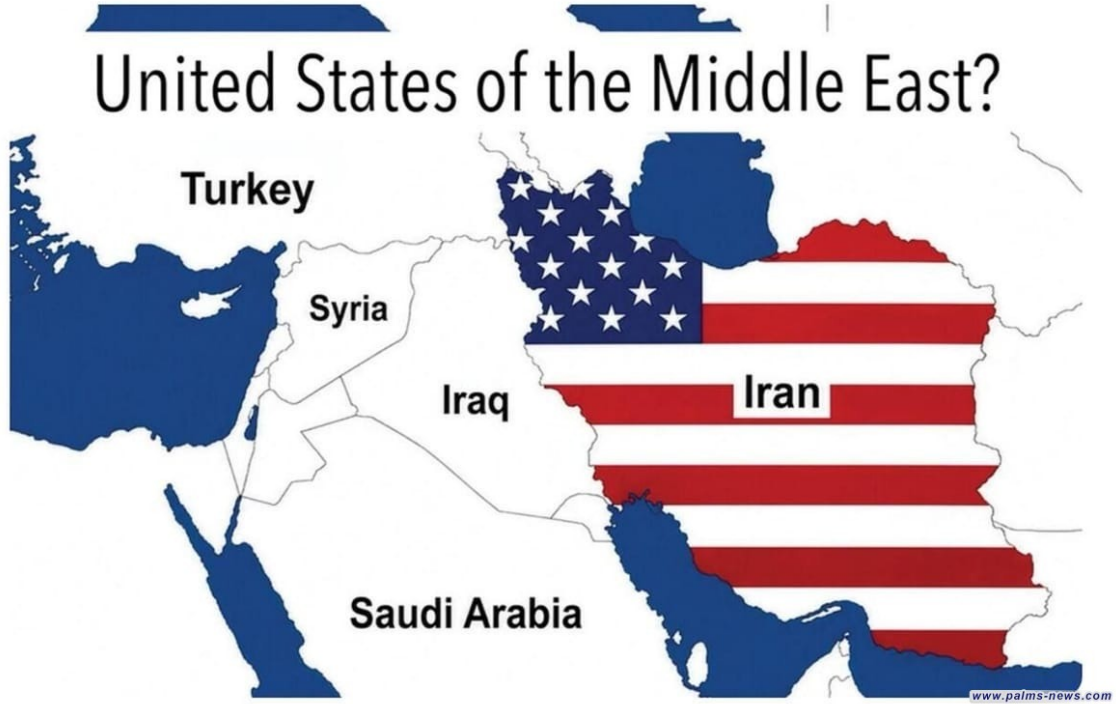 United States of the Middle East?
Turkey
Syria
Iraq
Iran
Saudi Arabia
www.palms-news.com